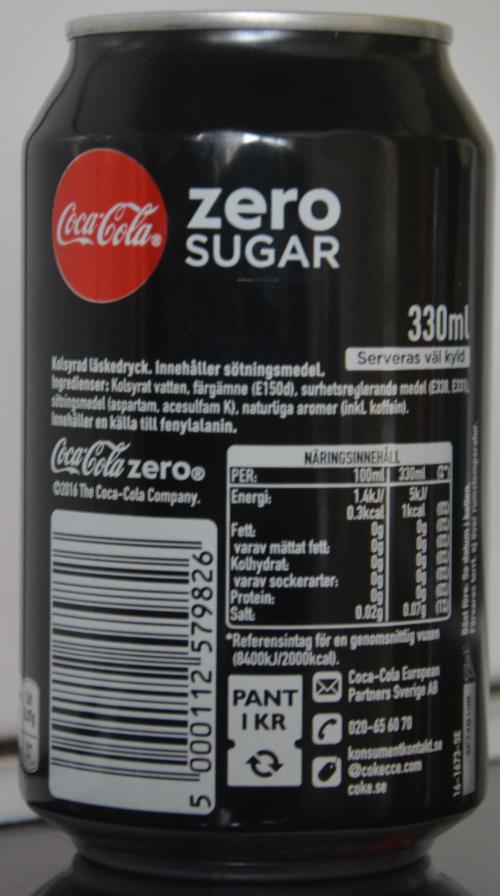 Coca-Cola®
zero
SUGAR
330ml
Serveras väl kyld
Kolsyrad läskedryck. Innehåller sötningsmedel.
Ingredienser: Kolsyrat vatten, färgämne (E150d), surhetsreglerande medel (E338, E331),
sötningsmedel (aspartam, acesulfam K), naturliga aromer (inkl. koffein).
Innehåller en källa till fenylalanin.
Coca-Cola zero®
©2016 The Coca-Cola Company.
NÄRINGSINNEHÅLL
PER: 100ml 330ml (%*)
Energi: 1.4kJ/ 5kJ/
0.3kcal 1kcal
Fett: 0g 0g
varav mättat fett: 0g 0g
Kolhydrat: 0g 0g
varav sockerarter: 0g 0g
Protein: 0g 0g
Salt: 0.02g 0.07g
*Referensintag för en genomsnittlig vuxen
(8400kJ/2000kcal).
5 000112 579826
PANT
1 KR
Coca-Cola European
Partners Sverige AB
020-65 60 70
konsumentkontakt.se
@cokecce.com
coke.se
16-1673-SE